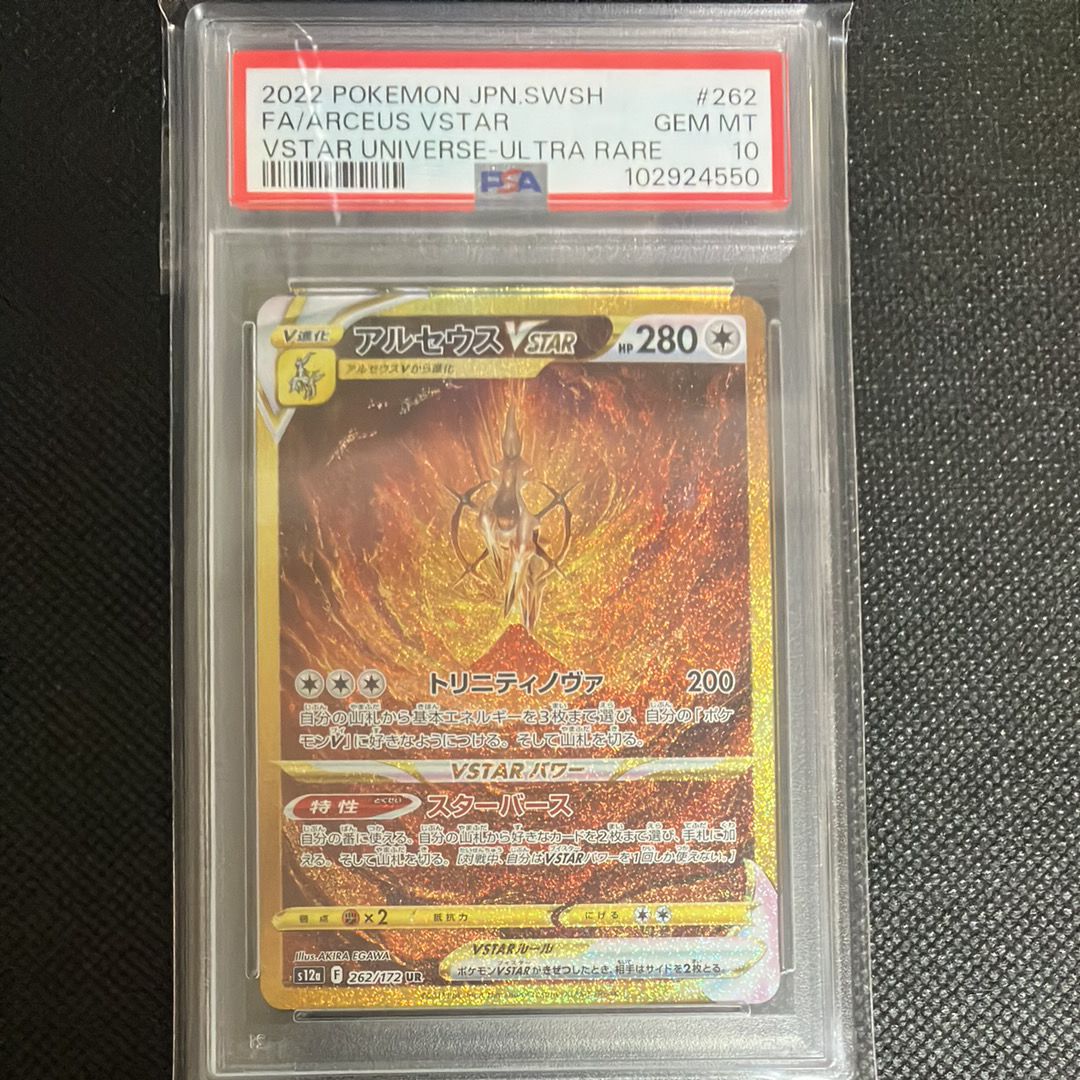 2022 POKEMON JPN.SWSH #262
FA/ARCEUS VSTAR GEM MT
VSTAR UNIVERSE-ULTRA RARE 10
PSA 102924550
V進化 アルセウス VSTAR HP 280
アルセウスVから進化
トリニティノヴァ 200
自分の山札から基本エネルギーを3枚まで選び、自分の「ポケ
モンV」に好きなようにつける。そして山札を切る。
VSTARパワー
特性 とくせい スターバース
自分の番に使える。自分の山札から好きなカードを2枚まで選び、手札に加
える。そして山札を切る。[対戦中、自分はVSTARパワーを1回しか使えない。]
弱点 ×2 抵抗力 にげる
Illus. AKIRA EGAWA
VSTARルール
ポケモンVSTARがきぜつしたとき、相手はサイドを2枚とる。
s12a F 262/172 UR